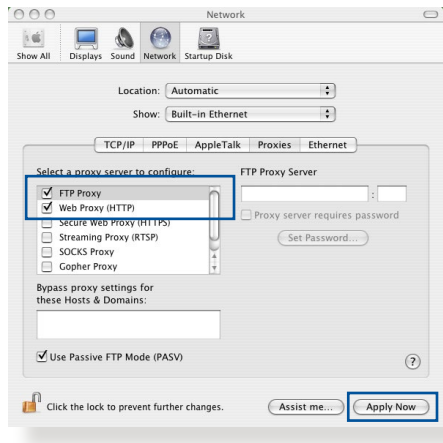 Network
Show All Displays Sound Network Startup Disk
Location: Automatic
Show: Built-in Ethernet
TCP/IP PPPoE AppleTalk Proxies Ethernet
Select a proxy server to configure: FTP Proxy Server
FTP Proxy :
Web Proxy (HTTP) Proxy server requires password
Secure Web Proxy (HTTPS)
Streaming Proxy (RTSP) Set Password...
SOCKS Proxy
Gopher Proxy
Bypass proxy settings for
these Hosts & Domains:
Use Passive FTP Mode (PASV) ?
Click the lock to prevent further changes. Assist me... Apply Now